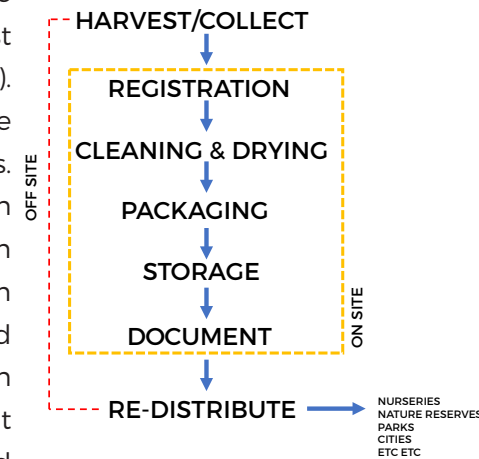 HARVEST/COLLECT
st
REGISTRATION
).
e
CLEANING & DRYING
s.
OFF SITE
n
PACKAGING
n
STORAGE
n
ON SITE
d
DOCUMENT
n
RE-DISTRIBUTE
t
NURSERIES
NATURE RESERVES
PARKS
CITIES
ETC ETC